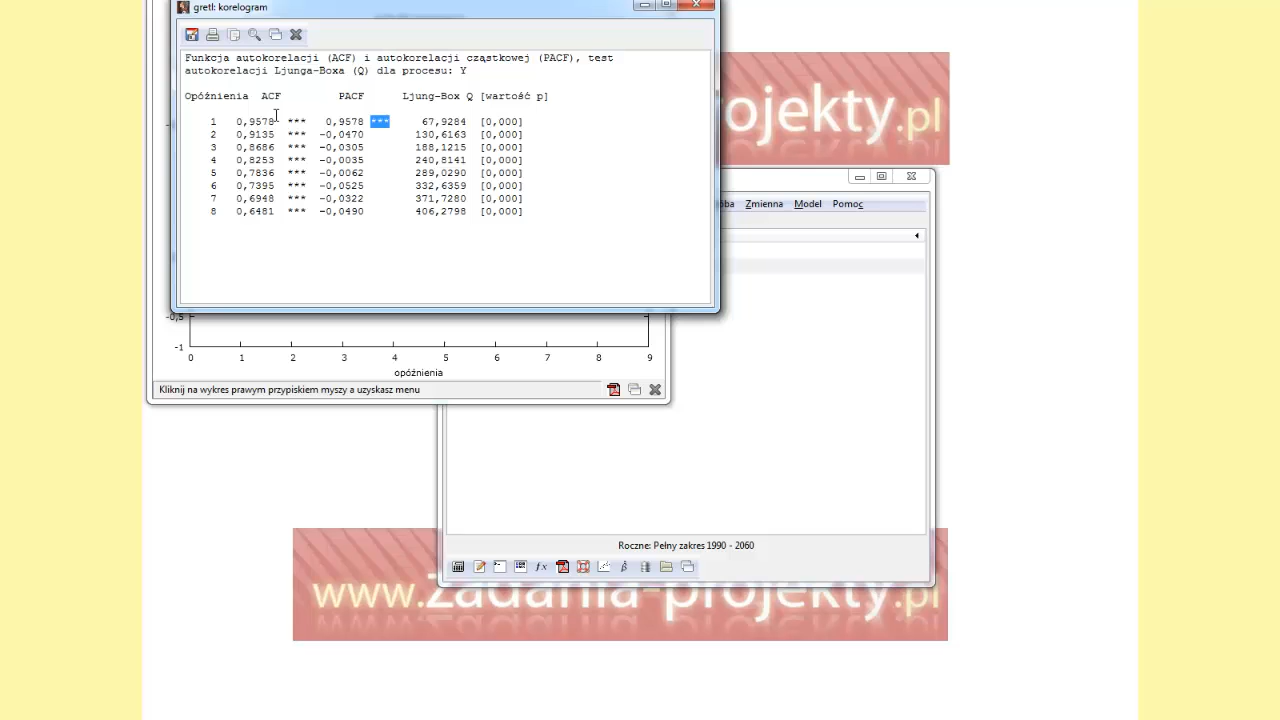 gretl: korelogram
Funkcja autokorelacji (ACF) i autokorelacji cząstkowej (PACF), test
autokorelacji Ljunga-Boxa (Q) dla procesu: Y
Opóźnienia ACF PACF Ljung-Box Q [wartość p]
1 0,9578 *** 0,9578 *** 67,9284 [0,000]
2 0,9135 *** -0,0470 130,6163 [0,000]
3 0,8686 *** -0,0305 188,1215 [0,000]
4 0,8253 *** -0,0035 240,8141 [0,000]
5 0,7836 *** -0,0062 289,0290 [0,000]
6 0,7395 *** -0,0525 332,6359 [0,000]
7 0,6948 *** -0,0322 371,7280 [0,000]
8 0,6481 *** -0,0490 406,2798 [0,000]
ojekty.pl
óba Zmienna Model Pomoc
-0,5
-1
0 1 2 3 4 5 6 7 8 9
opóźnienia
Kliknij na wykres prawym przypiskiem myszy a uzyskasz menu
Roczne: Pełny zakres 1990 - 2060
www.zadania-projekty.pl